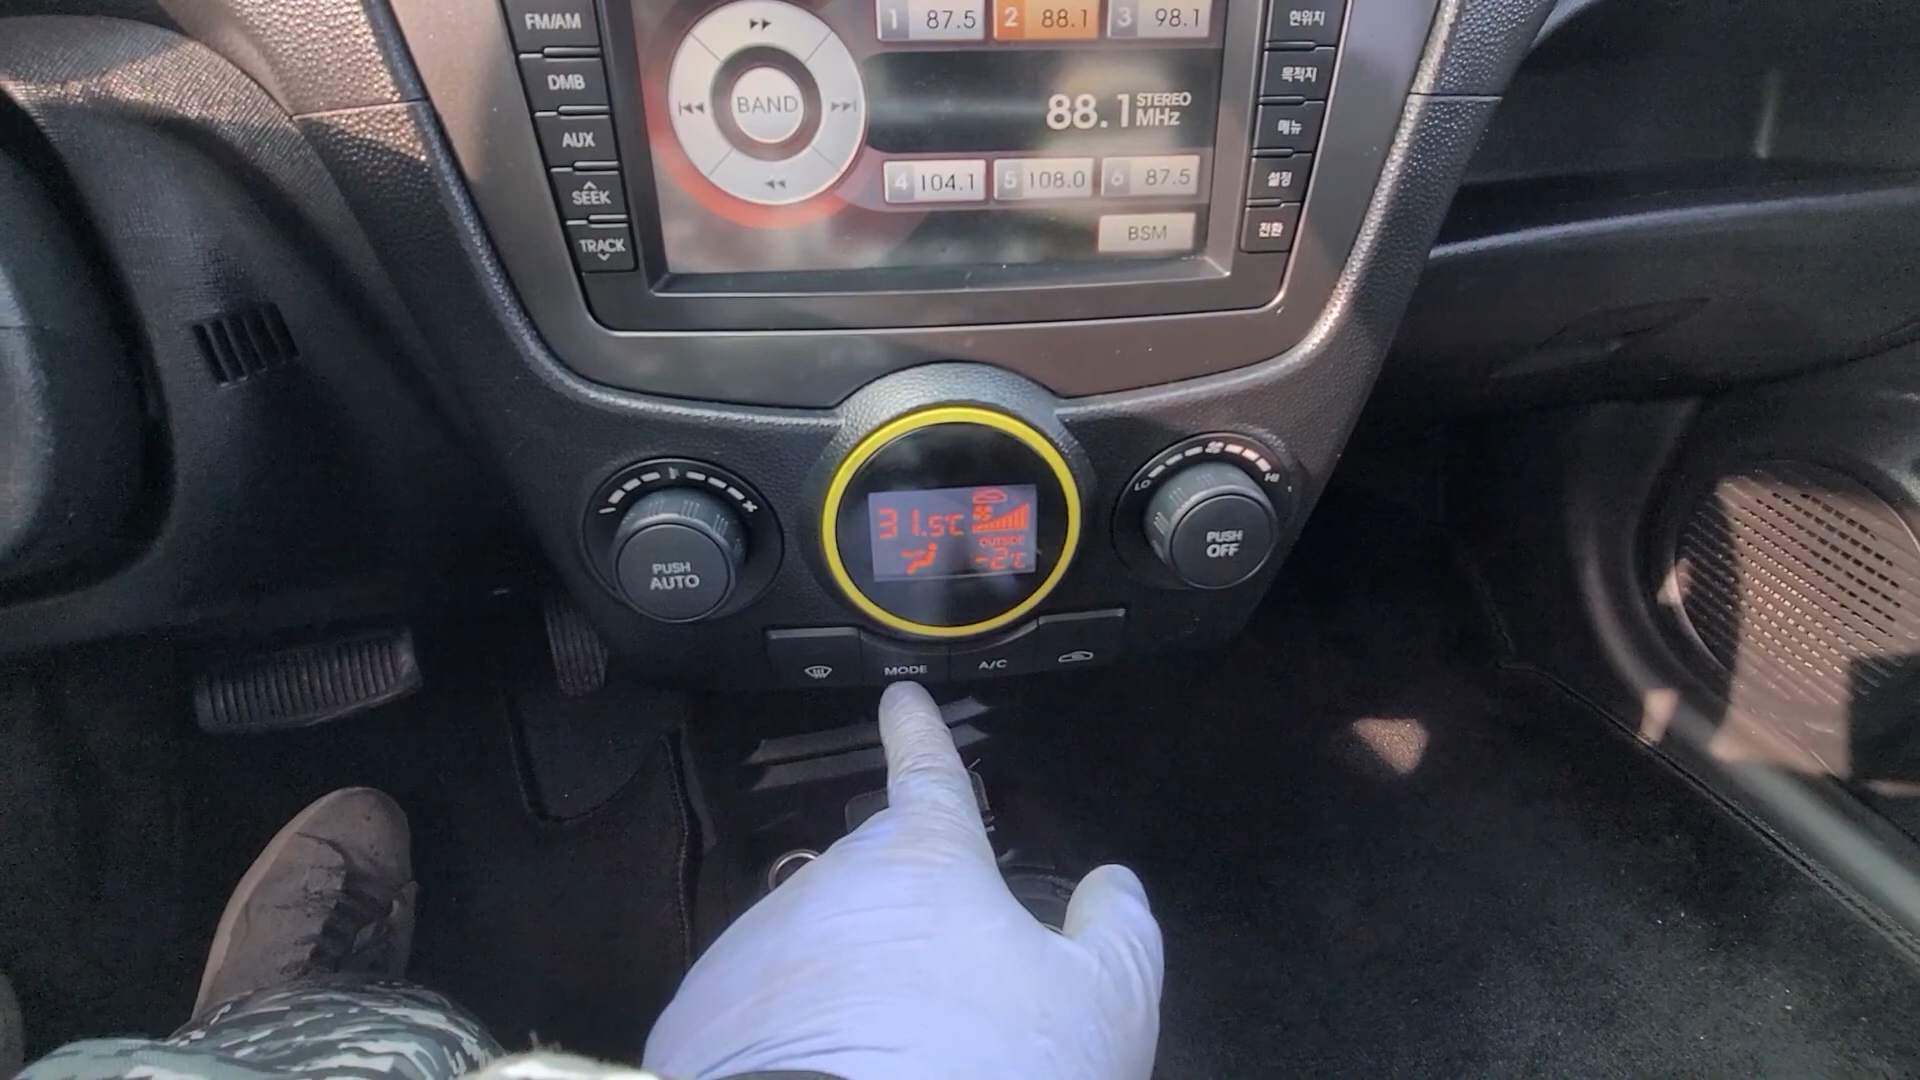 FM/AM
DMB
AUX
SEEK
TRACK
1 87.5
2 88.1
3 98.1
BAND
88.1 STEREO
MHz
4 104.1
5 108.0
6 87.5
BSM
현위치
목적지
메뉴
설정
전환
PUSH
AUTO
31.5℃
OUTSIDE
-2℃
LO
HI
PUSH
OFF
MODE
A/C